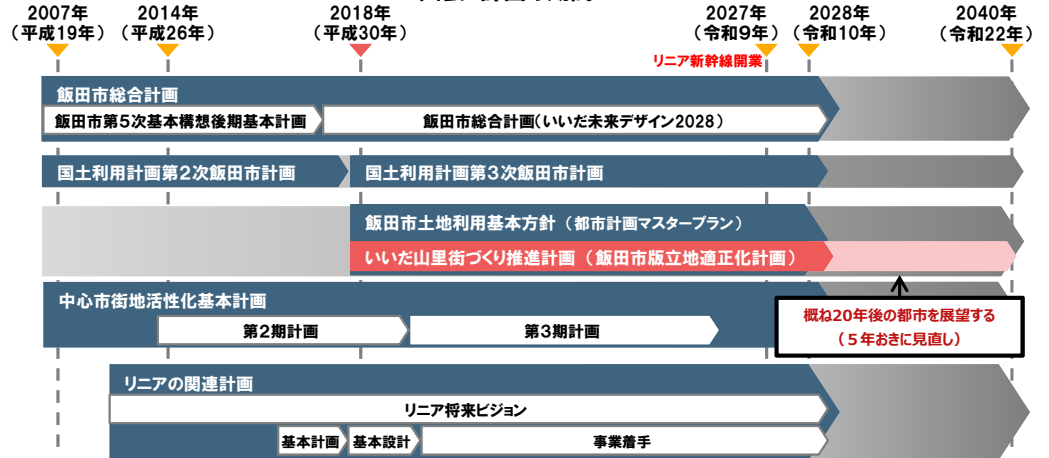 2007年
(平成19年)
2014年
(平成26年)
2018年
(平成30年)
2027年
(令和9年)
2028年
(令和10年)
2040年
(令和22年)
リニア新幹線開業
飯田市総合計画
飯田市第5次基本構想後期基本計画
飯田市総合計画(いいだ未来デザイン2028)
国土利用計画第2次飯田市計画
国土利用計画第3次飯田市計画
飯田市土地利用基本方針（都市計画マスタープラン）
いいだ山里街づくり推進計画（飯田市版立地適正化計画）
中心市街地活性化基本計画
第2期計画
第3期計画
概ね20年後の都市を展望する
（５年おきに見直し）
リニアの関連計画
リニア将来ビジョン
基本計画
基本設計
事業着手